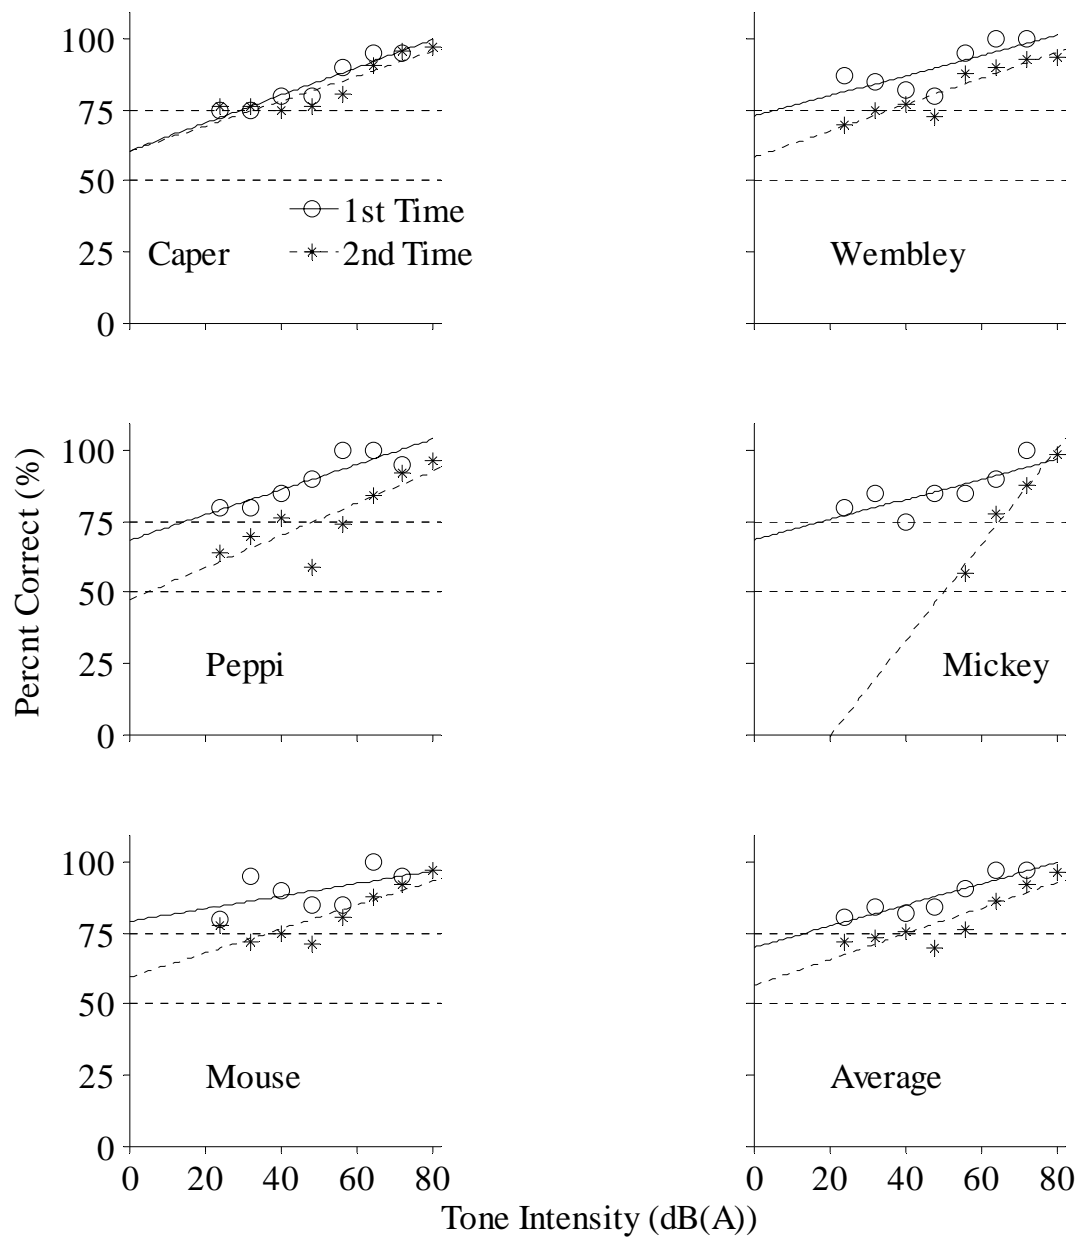 100
75
50
25
0
1st Time
2nd Time
Caper
Wembley
Percnt Correct (%)
100
75
50
25
0
Peppi
Mickey
100
75
50
25
0
Mouse
Average
0 20 40 60 80
0 20 40 60 80
Tone Intensity (dB(A))